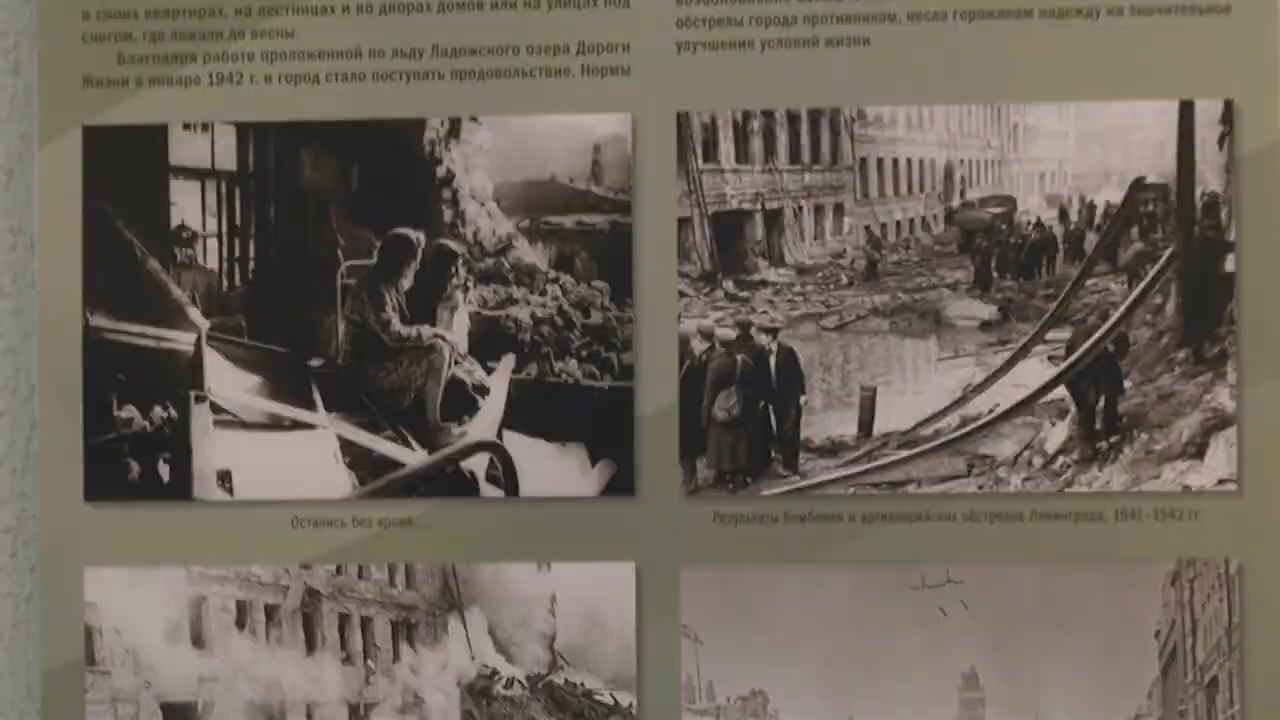 в своих квартирах, на лестницах и во дворах домов или на улицах под
снегом, где лежали до весны.
Благодаря работе проложенной по льду Ладожского озера Дороги
Жизни в январе 1942 г. в город стало поступать продовольствие. Нормы
обстрелы города противником, несла горожанам надежду на значительное
улучшение условий жизни.
Остались без крова...
Результаты бомбежек и артиллерийских обстрелов Ленинграда. 1941-1942 гг.